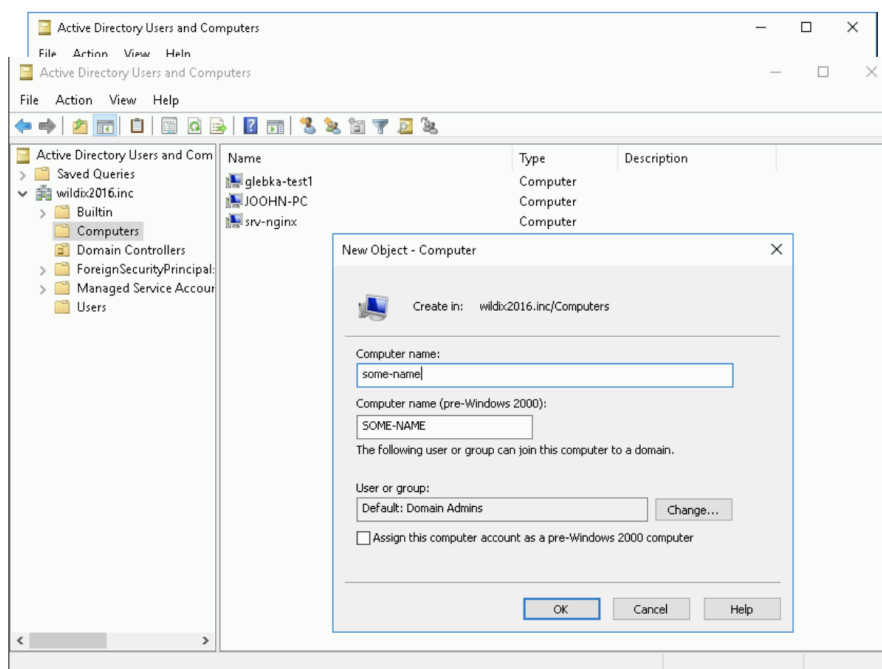 Active Directory Users and Computers
File Action View Help
Active Directory Users and Computers
File Action View Help
Active Directory Users and Com
Saved Queries
wildix2016.inc
Builtin
Computers
Domain Controllers
ForeignSecurityPrincipal:
Managed Service Accour
Users
Name Type Description
glebka-test1 Computer
JOOHN-PC Computer
srv-nginx Computer
New Object - Computer
Create in: wildix2016.inc/Computers
Computer name:
some-name
Computer name (pre-Windows 2000):
SOME-NAME
The following user or group can join this computer to a domain.
User or group:
Default: Domain Admins
Change...
Assign this computer account as a pre-Windows 2000 computer
OK Cancel Help